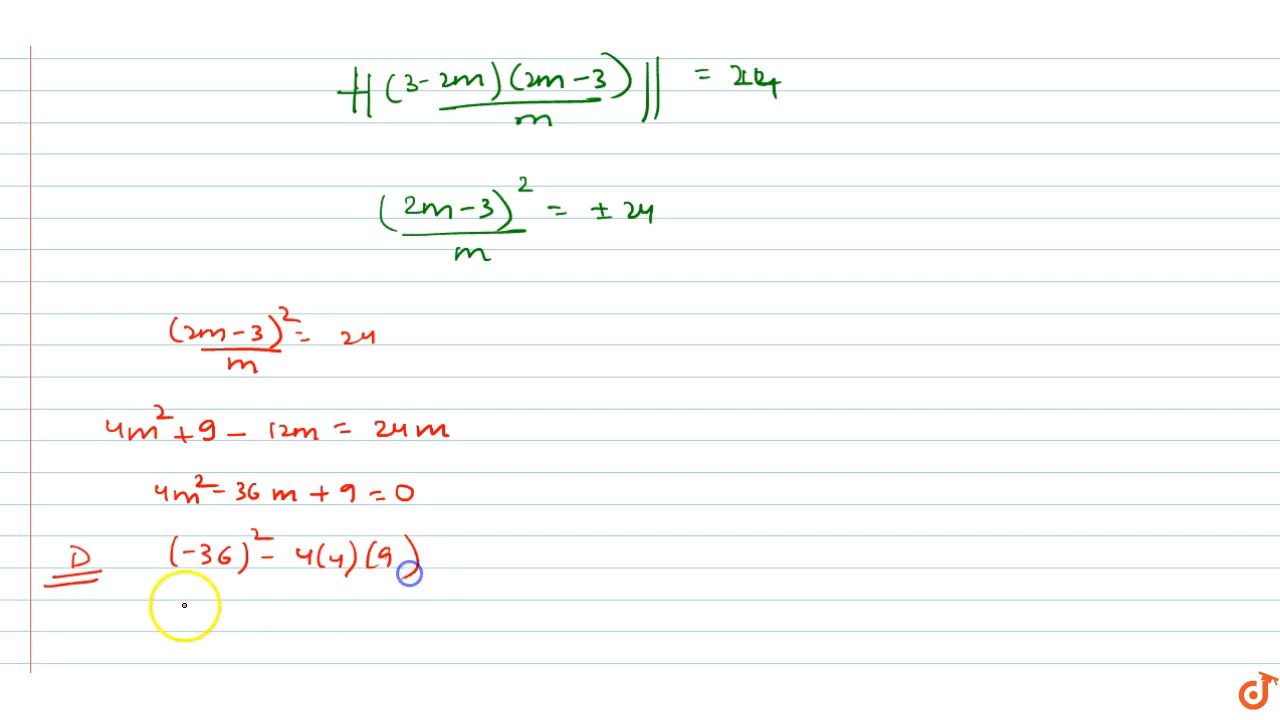 |(3-2m)(2m-3)/m| = 24
(2m-3)²/m = ± 24
(2m-3)²/m = 24
4m² + 9 - 12m = 24m
4m² - 36m + 9 = 0
D (-36)² - 4(4)(9)